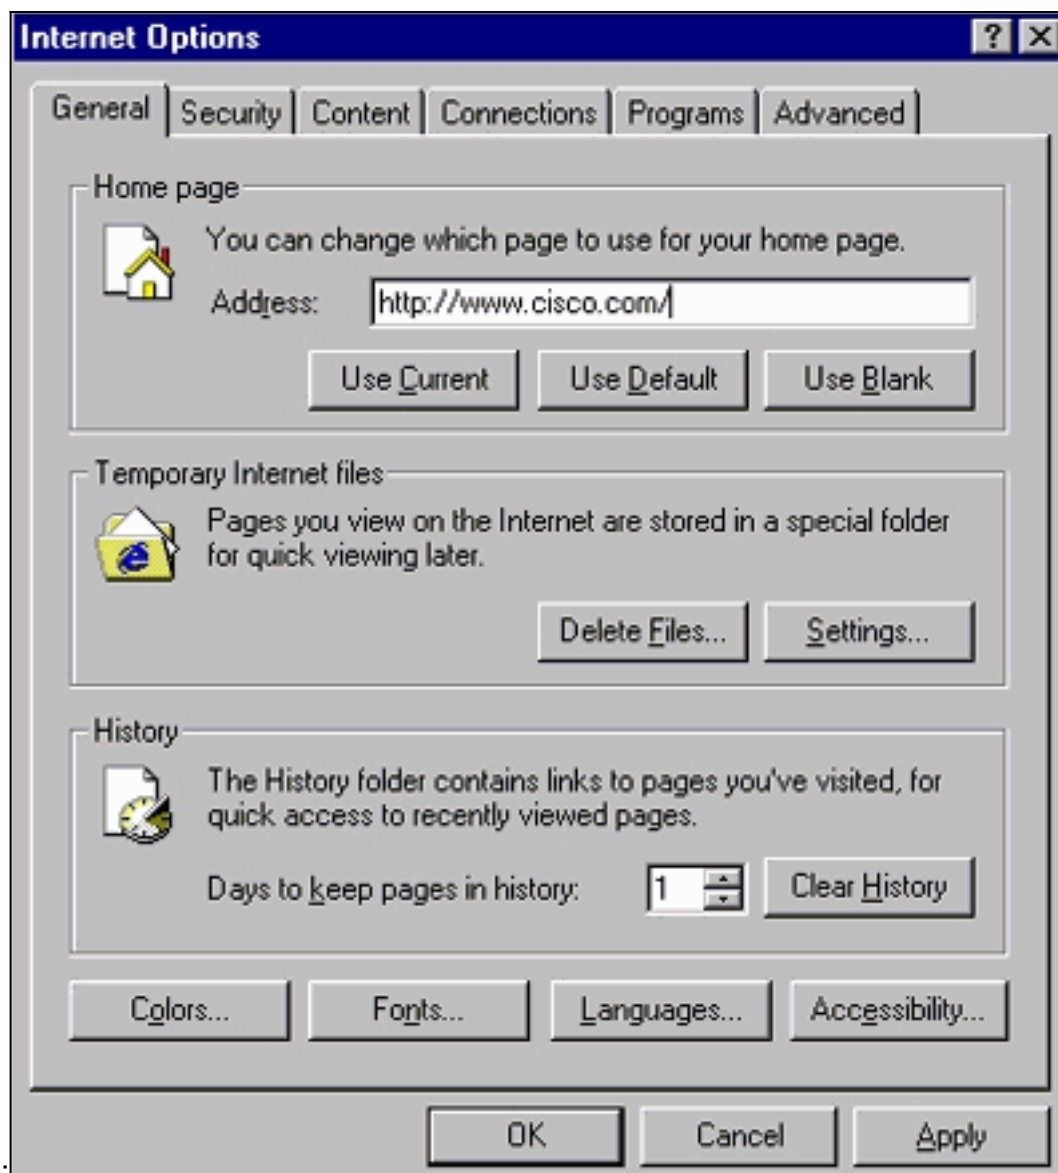 Internet Options
General Security Content Connections Programs Advanced
Home page
You can change which page to use for your home page.
Address: http://www.cisco.com/
Use Current Use Default Use Blank
Temporary Internet files
Pages you view on the Internet are stored in a special folder
for quick viewing later.
Delete Files... Settings...
History
The History folder contains links to pages you've visited, for
quick access to recently viewed pages.
Days to keep pages in history: 1 Clear History
Colors... Fonts... Languages... Accessibility...
OK Cancel Apply
.